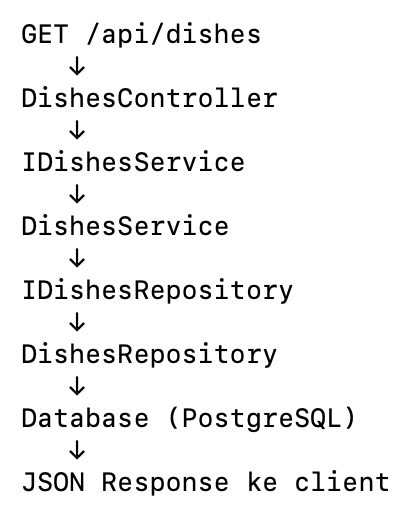 GET /api/dishes
↓
DishesController
↓
IDishesService
↓
DishesService
↓
IDishesRepository
↓
DishesRepository
↓
Database (PostgreSQL)
↓
JSON Response ke client